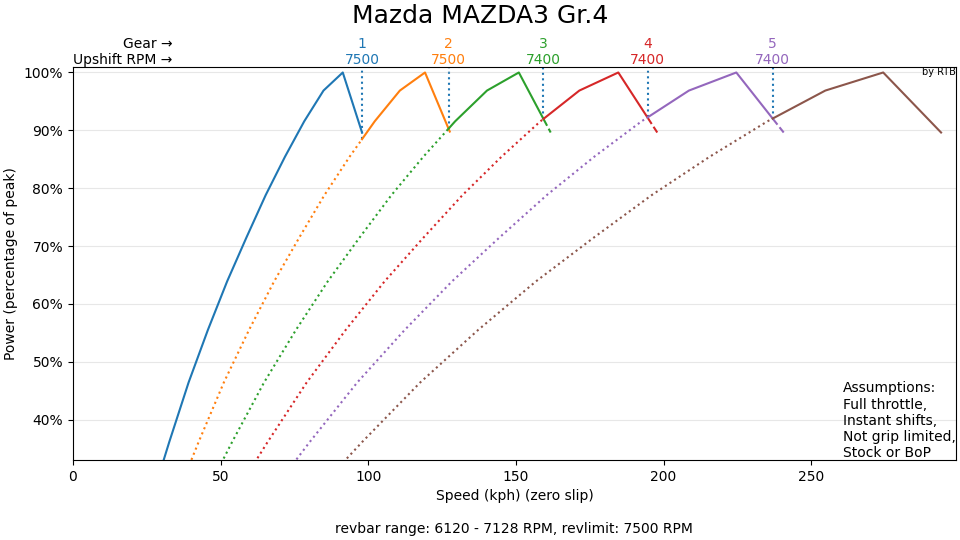 Mazda MAZDA3 Gr.4
Gear → 1 2 3 4 5
Upshift RPM → 7500 7500 7400 7400 7400
by RTB
100%
90%
80%
70%
60%
50%
40%
Power (percentage of peak)
Assumptions:
Full throttle,
Instant shifts,
Not grip limited,
Stock or BoP
0 50 100 150 200 250
Speed (kph) (zero slip)
revbar range: 6120 - 7128 RPM, revlimit: 7500 RPM